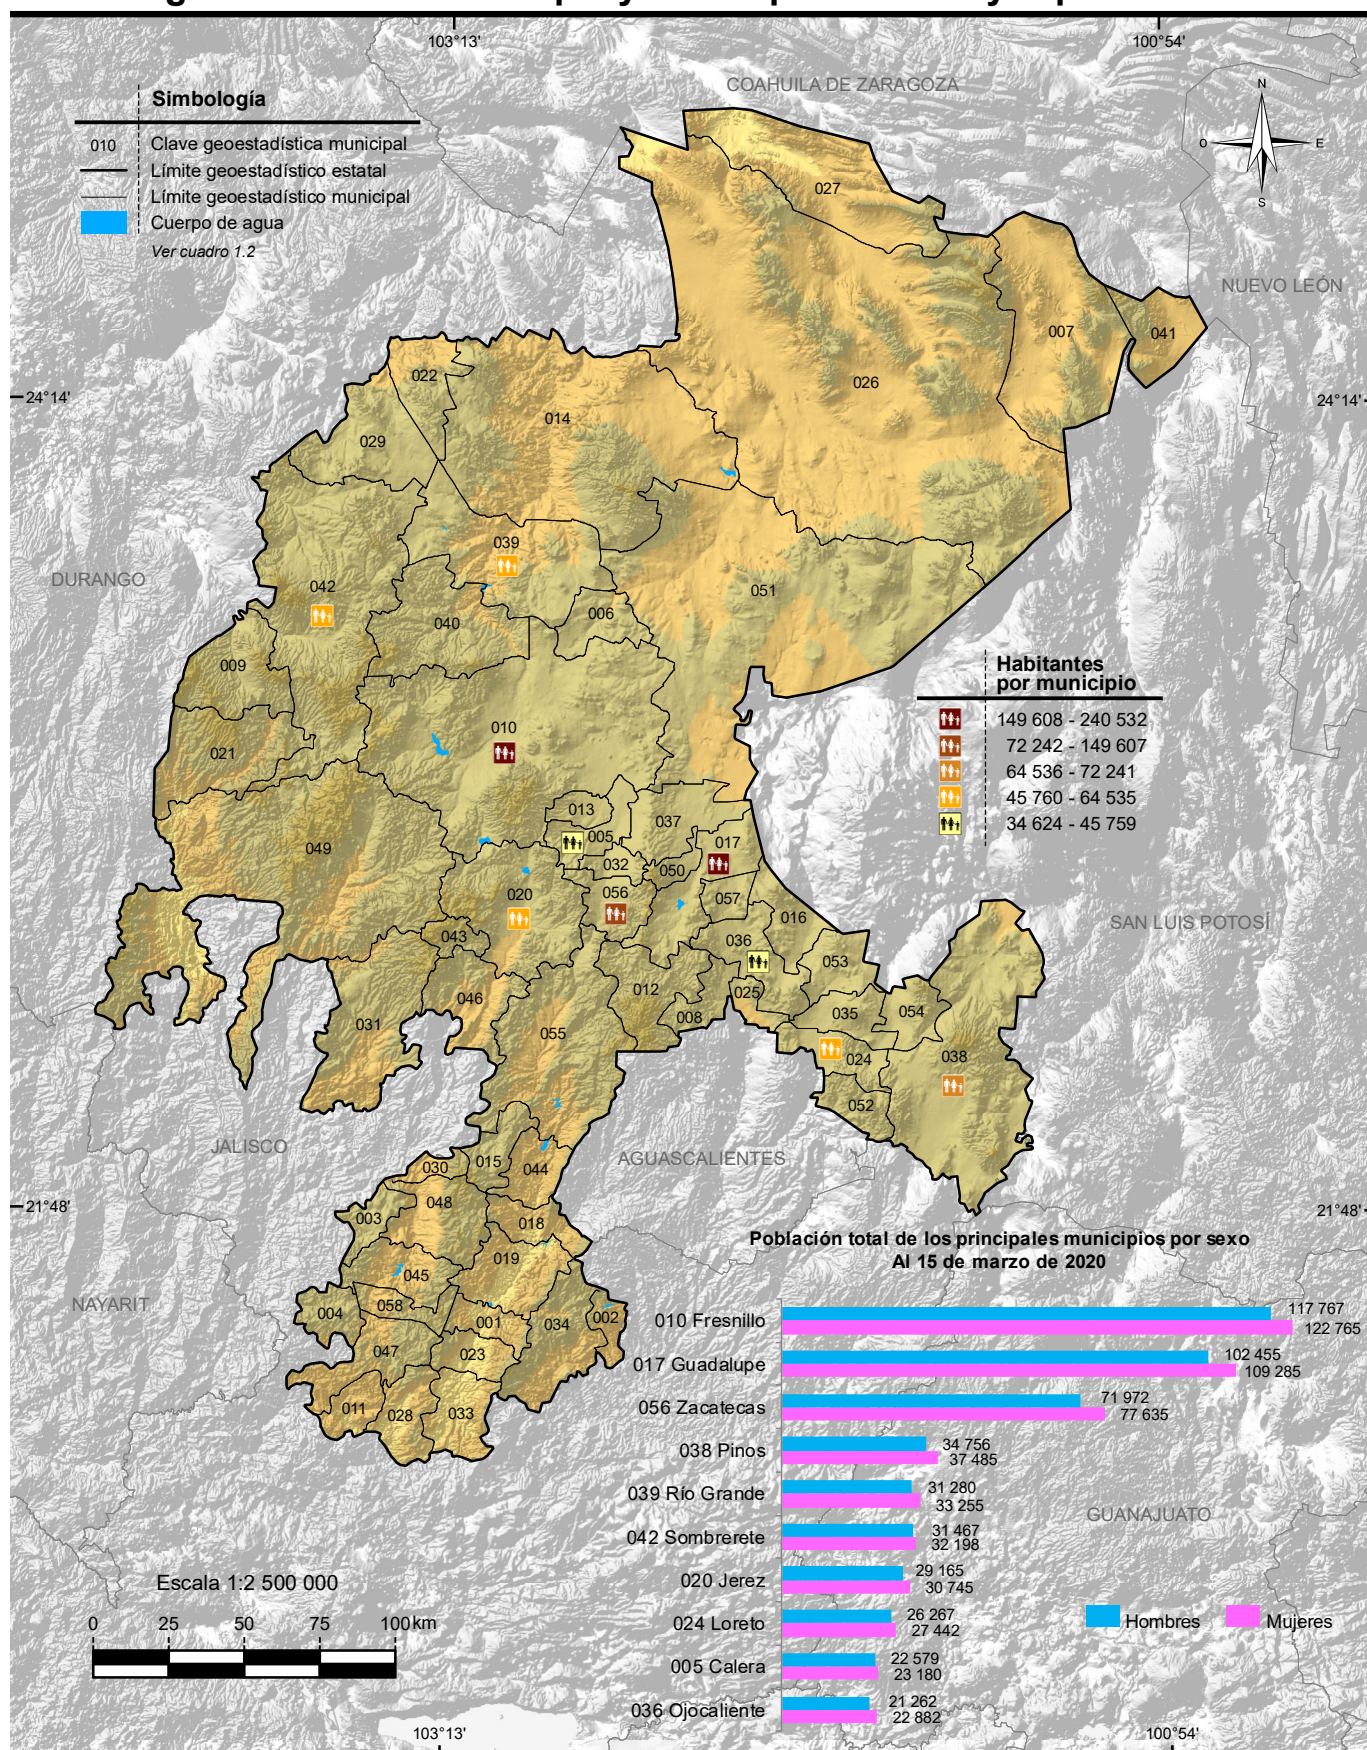 103°13'
100°54'
COAHUILA DE ZARAGOZA
Simbología
010 Clave geoestadística municipal
Límite geoestadístico estatal
Límite geoestadístico municipal
Cuerpo de agua
Ver cuadro 1.2
N
O E
S
027
NUEVO LEÓN
007
041
022
026
24°14'
24°14'
014
029
039
DURANGO
042
051
006
040
009
Habitantes
por municipio
149 608 - 240 532
72 242 - 149 607
64 536 - 72 241
45 760 - 64 535
34 624 - 45 759
010
021
013
037
005
017
049
032
050
020
056
057
016
SAN LUIS POTOSÍ
043
036
053
012
025
046
008
035
054
031
055
024
038
052
JALISCO
AGUASCALIENTES
015
030
044
048
21°48'
21°48'
003
018
019
045
NAYARIT
058
004
001
034
002
047
023
011
028
033
Población total de los principales municipios por sexo
Al 15 de marzo de 2020
010 Fresnillo
117 767
122 765
017 Guadalupe
102 455
109 285
056 Zacatecas
71 972
77 635
038 Pinos
34 756
37 485
039 Río Grande
31 280
33 255
042 Sombrerete
31 467
32 198
020 Jerez
29 165
30 745
024 Loreto
26 267
27 442
005 Calera
22 579
23 180
036 Ojocaliente
21 262
22 882
GUANAJUATO
Hombres Mujeres
Escala 1:2 500 000
0 25 50 75 100 km
103°13'
100°54'